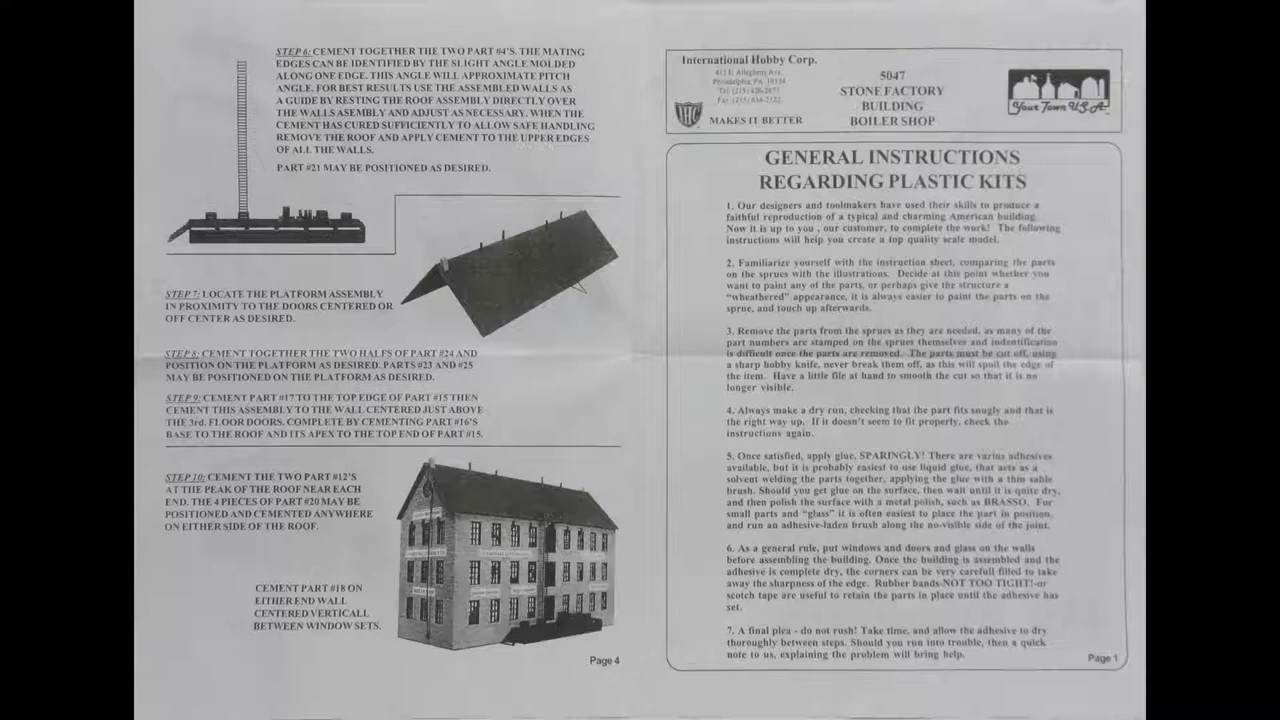 STEP 6: CEMENT TOGETHER THE TWO PART #4'S. THE MATING
EDGES CAN BE IDENTIFIED BY THE SLIGHT ANGLE MOLDED
ALONG ONE EDGE. THIS ANGLE WILL APPROXIMATE PITCH
ANGLE. FOR BEST RESULTS USE THE ASSEMBLED WALLS AS
A GUIDE BY RESTING THE ROOF ASSEMBLY DIRECTLY OVER
THE WALLS ASEMBLY AND ADJUST AS NECESSARY. WHEN THE
CEMENT HAS CURED SUFFICIENTLY TO ALLOW SAFE HANDLING
REMOVE THE ROOF AND APPLY CEMENT TO THE UPPER EDGES
OF ALL THE WALLS.
PART #21 MAY BE POSITIONED AS DESIRED.
STEP 7: LOCATE THE PLATFORM ASSEMBLY
IN PROXIMITY TO THE DOORS CENTERED OR
OFF CENTER AS DESIRED.
STEP 8: CEMENT TOGETHER THE TWO HALFS OF PART #24 AND
POSITION ON THE PLATFORM AS DESIRED. PARTS #23 AND #25
MAY BE POSITIONED ON THE PLATFORM AS DESIRED.
STEP 9: CEMENT PART #17 TO THE TOP EDGE OF PART #15 THEN
CEMENT THIS ASSEMBLY TO THE WALL CENTERED JUST ABOVE
THE 3rd. FLOOR DOORS. COMPLETE BY CEMENTING PART #16'S
BASE TO THE ROOF AND ITS APEX TO THE TOP END OF PART #15.
STEP 10: CEMENT THE TWO PART #12'S
AT THE PEAK OF THE ROOF NEAR EACH
END. THE 4 PIECES OF PART #20 MAY BE
POSITIONED AND CEMENTED ANYWHERE
ON EITHER SIDE OF THE ROOF.
CEMENT PART #18 ON
EITHER END WALL
CENTERED VERTICALL
BETWEEN WINDOW SETS.
Page 4
International Hobby Corp.
413 E. Allegheny Ave.
Philadelphia, PA. 19134
IHC
MAKES IT BETTER
5047
STONE FACTORY
BUILDING
BOILER SHOP
Your Town U.S.A.
GENERAL INSTRUCTIONS
REGARDING PLASTIC KITS
1. Our designers and toolmakers have used their skills to produce a
faithful reproduction of a typical and charming American building.
Now it is up to you , our customer, to complete the work! The following
instructions will help you create a top quality scale model.
2. Familiarize yourself with the instruction sheet, comparing the parts
on the sprues with the illustrations. Decide at this point whether you
want to paint any of the parts, or perhaps give the structure a
"wheathered" appearance, it is always easier to paint the parts on the
sprue, and touch up afterwards.
3. Remove the parts from the sprues as they are needed, as many of the
part numbers are stamped on the sprues themselves and indentification
is difficult once the parts are removed. The parts must be cut off, using
a sharp hobby knife, never break them off, as this will spoil the edge of
the item. Have a little file at hand to smooth the cut so that it is no
longer visible.
4. Always make a dry run, checking that the part fits snugly and that is
the right way up. If it doesn't seem to fit properly, check the
instructions again.
5. Once satisfied, apply glue, SPARINGLY! There are varius adhesives
available, but it is probably easiest to use liquid glue, that acts as a
solvent welding the parts together, applying the glue with a thin sable
brush. Should you get glue on the surface, then wait until it is quite dry,
and then polish the surface with a metal polish, such as BRASSO. For
small parts and "glass" it is often easiest to place the part in position,
and run an adhesive-laden brush along the no-visible side of the joint.
6. As a general rule, put windows and doors and glass on the walls
before assembling the building. Once the building is assembled and the
adhesive is complete dry, the corners can be very carefull filled to take
away the sharpness of the edge. Rubber bands-NOT TOO TIGHT!-or
scotch tape are useful to retain the parts in place until the adhesive has
set.
7. A final plea - do not rush! Take time, and allow the adhesive to dry
thoroughly between steps. Should you run into trouble, then a quick
note to us, explaining the problem will bring help.
Page 1